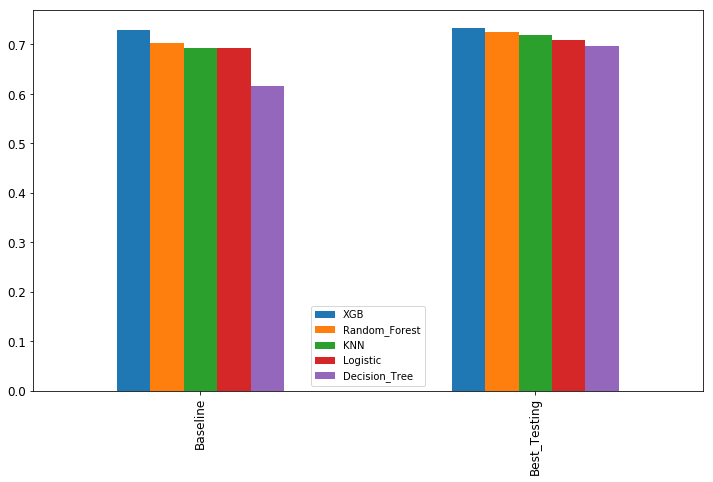 0.7
0.6
0.5
0.4
0.3
0.2
0.1
0.0
XGB
Random_Forest
KNN
Logistic
Decision_Tree
Baseline
Best_Testing